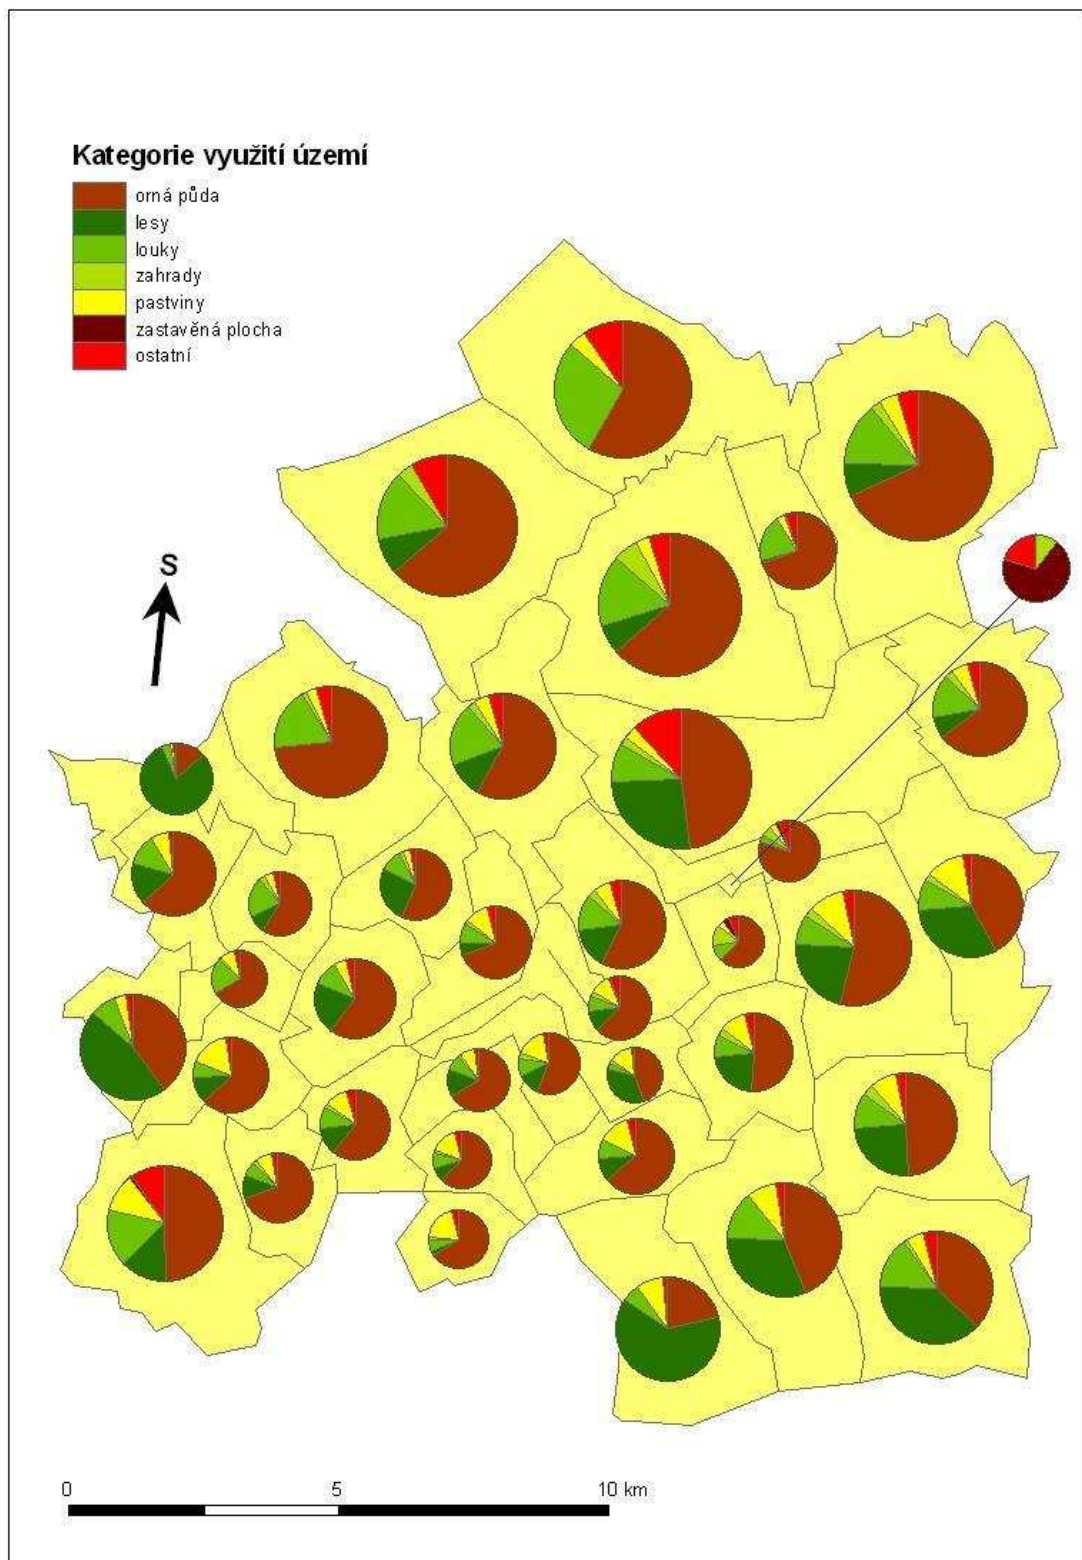 Kategorie využití území
orná půda
lesy
louky
zahrady
pastviny
zastavěná plocha
ostatní
S
0 5 10 km